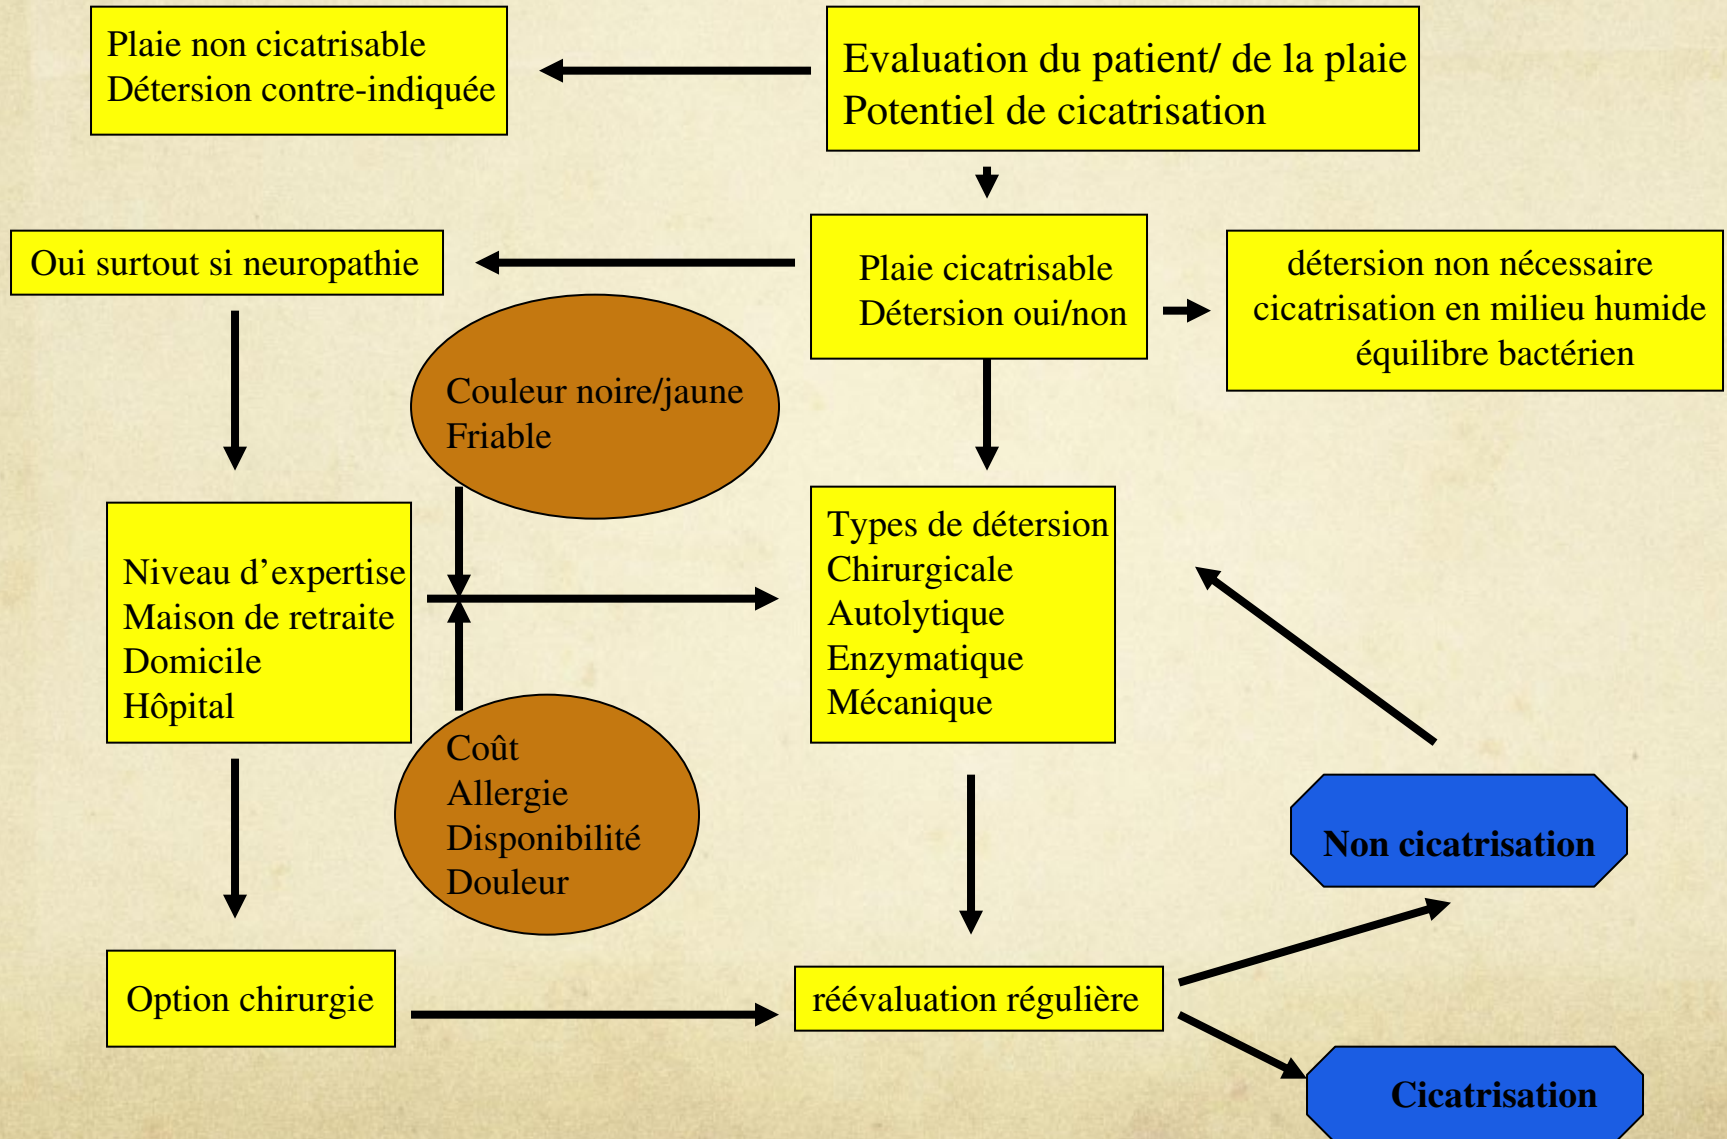 Plaie non cicatrisable
Détersion contre-indiquée
Evaluation du patient/ de la plaie
Potentiel de cicatrisation
Oui surtout si neuropathie
Plaie cicatrisable
Détersion oui/non
détersion non nécessaire
cicatrisation en milieu humide
équilibre bactérien
Couleur noire/jaune
Friable
Niveau d’expertise
Maison de retraite
Domicile
Hôpital
Types de détersion
Chirurgicale
Autolytique
Enzymatique
Mécanique
Coût
Allergie
Disponibilité
Douleur
Non cicatrisation
Option chirurgie
réévaluation régulière
Cicatrisation